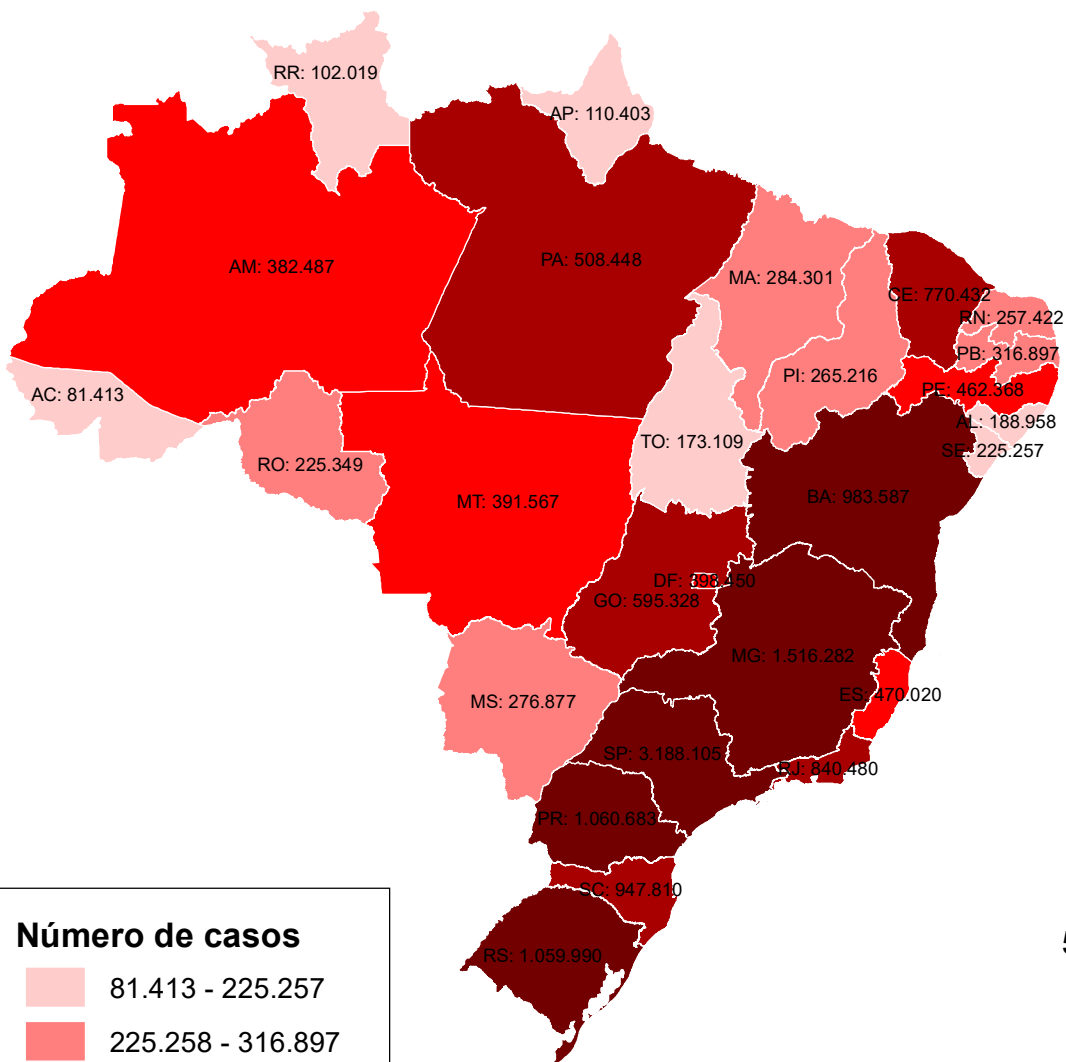 RR: 102.019
AP: 110.403
AM: 382.487
PA: 508.448
MA: 284.301
CE: 770.432
RN: 257.422
PB: 316.897
PI: 265.216
PE: 462.368
AC: 81.413
AL: 188.958
TO: 173.109
SE: 225.257
RO: 225.349
BA: 983.587
MT: 391.567
DF: 398.450
GO: 595.328
MG: 1.516.282
ES: 470.020
MS: 276.877
SP: 3.188.105
RJ: 840.480
PR: 1.060.683
SC: 947.810
RS: 1.059.990
Número de casos
81.413 - 225.257
225.258 - 316.897